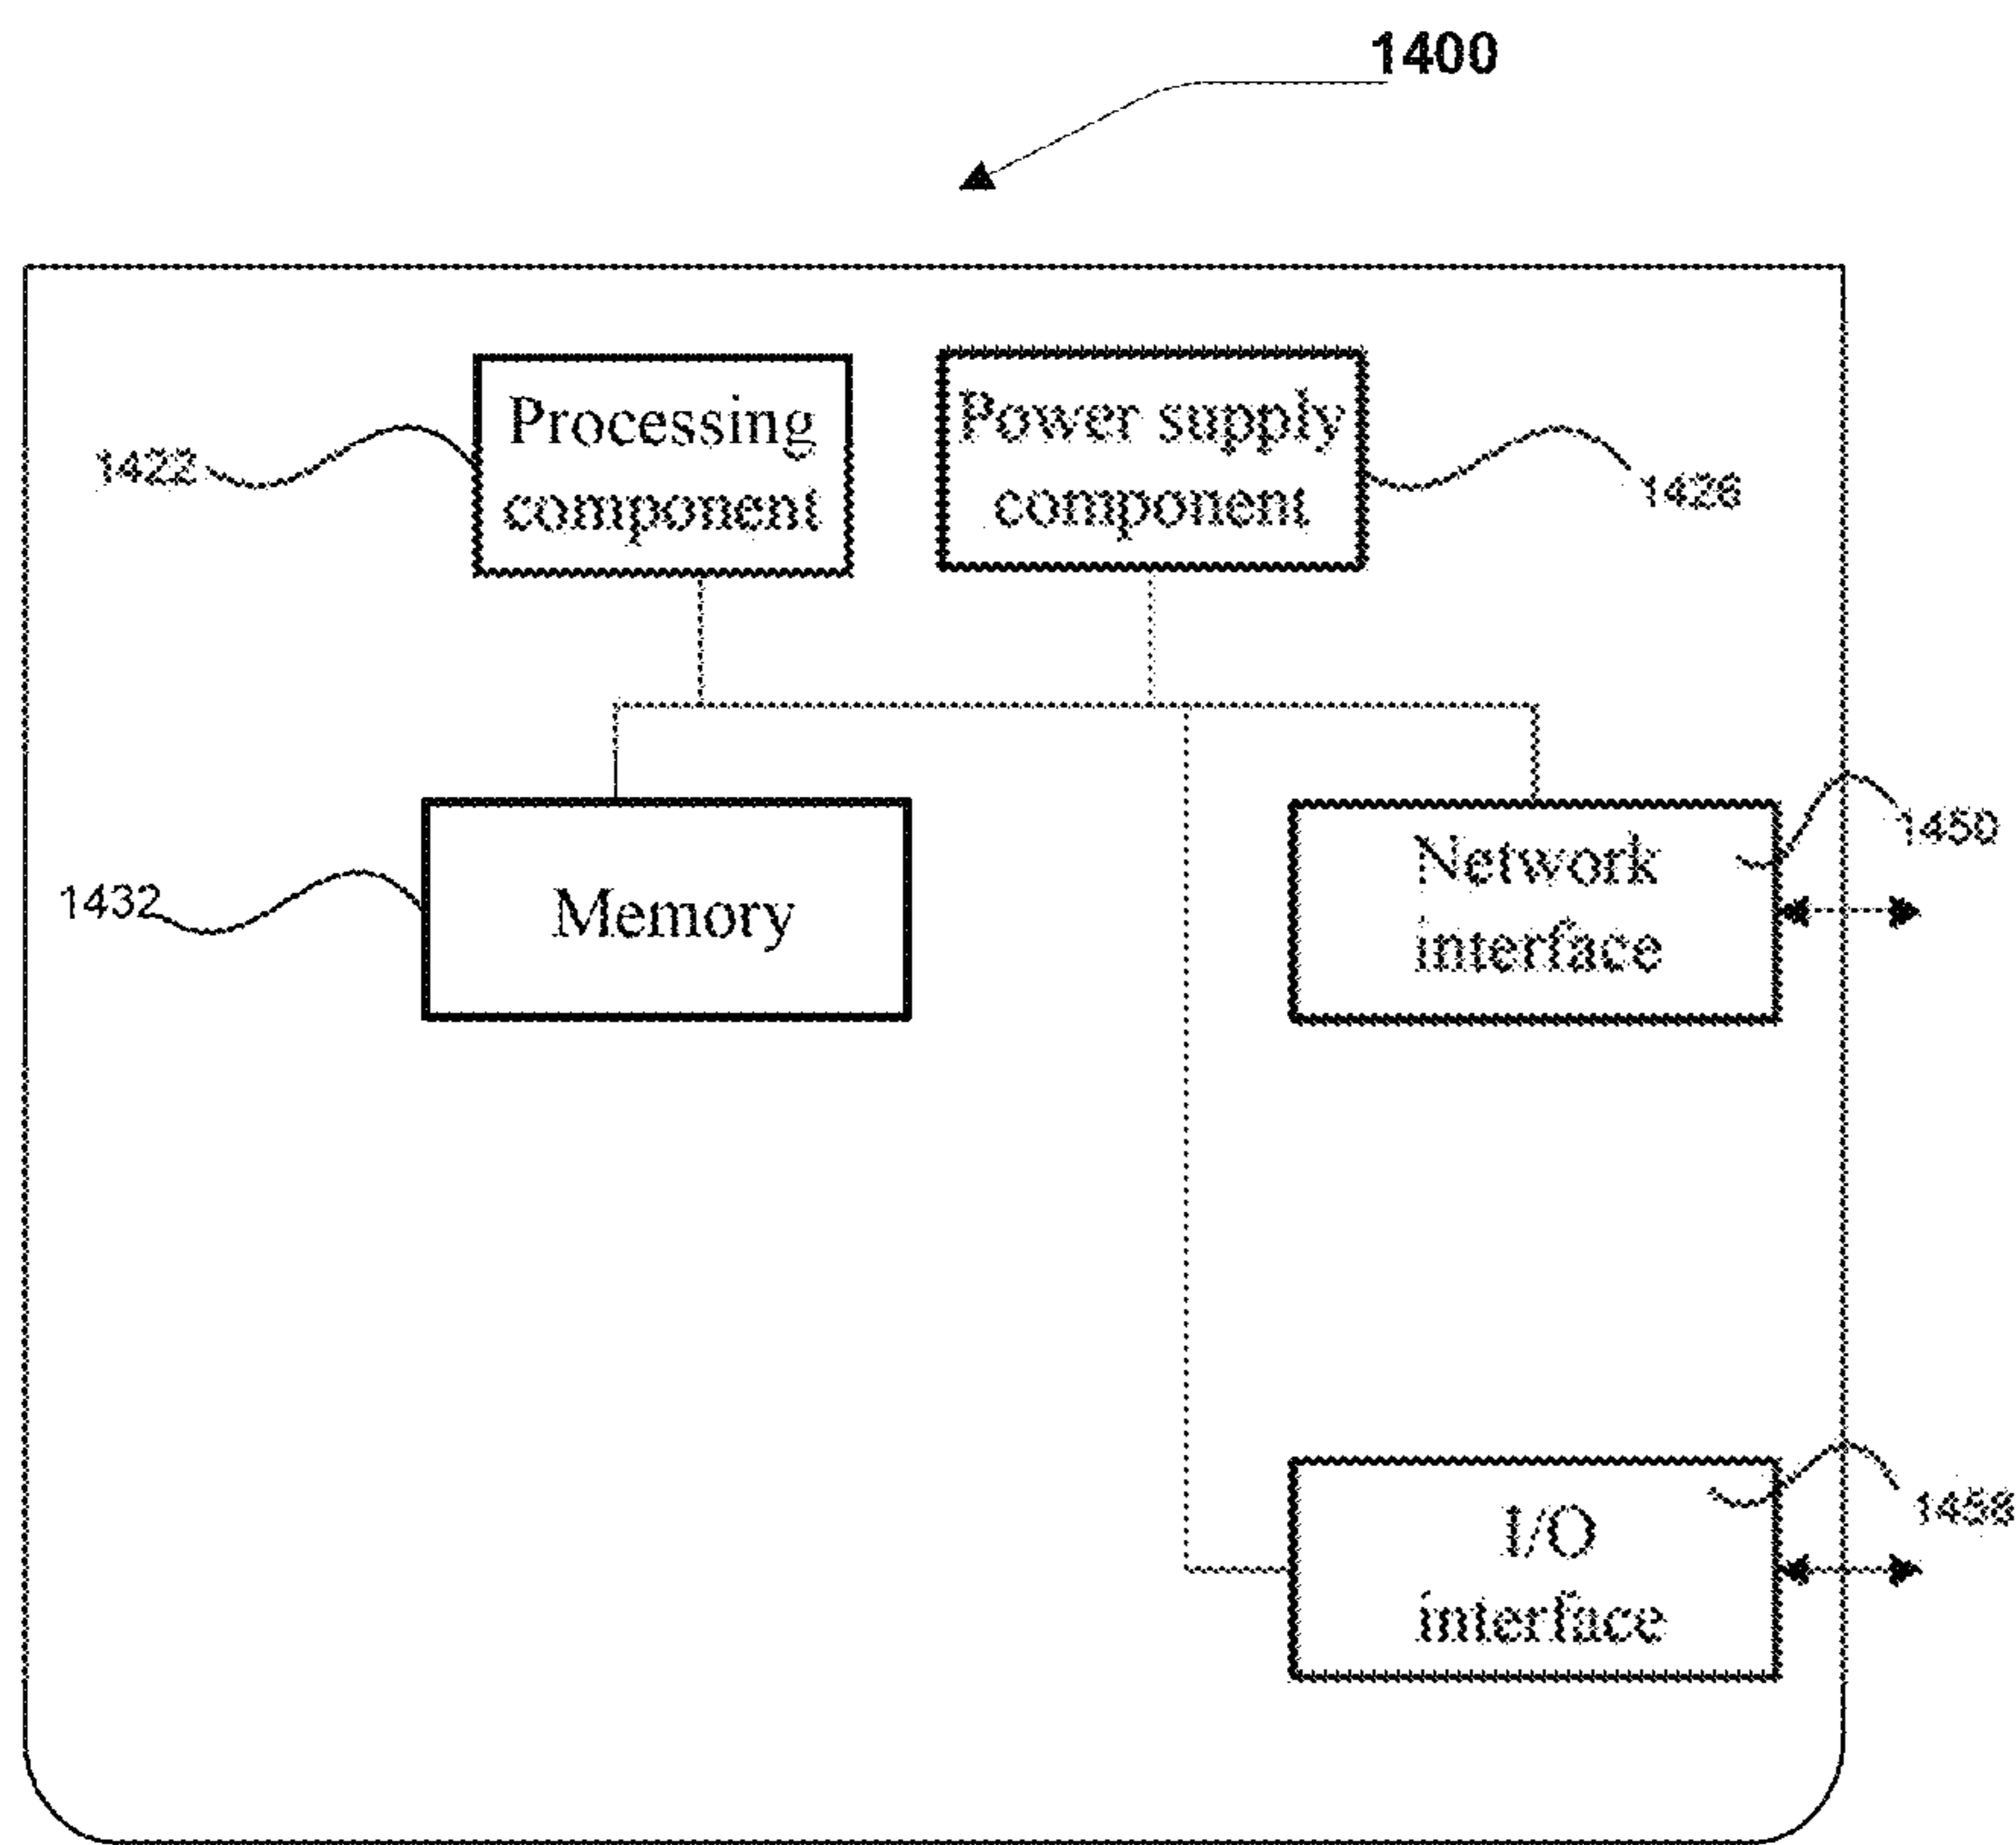 1400
Processing
component
1422
Power supply
component
1426
Memory
1432
Network
interface
1450
I/O
interface
1458